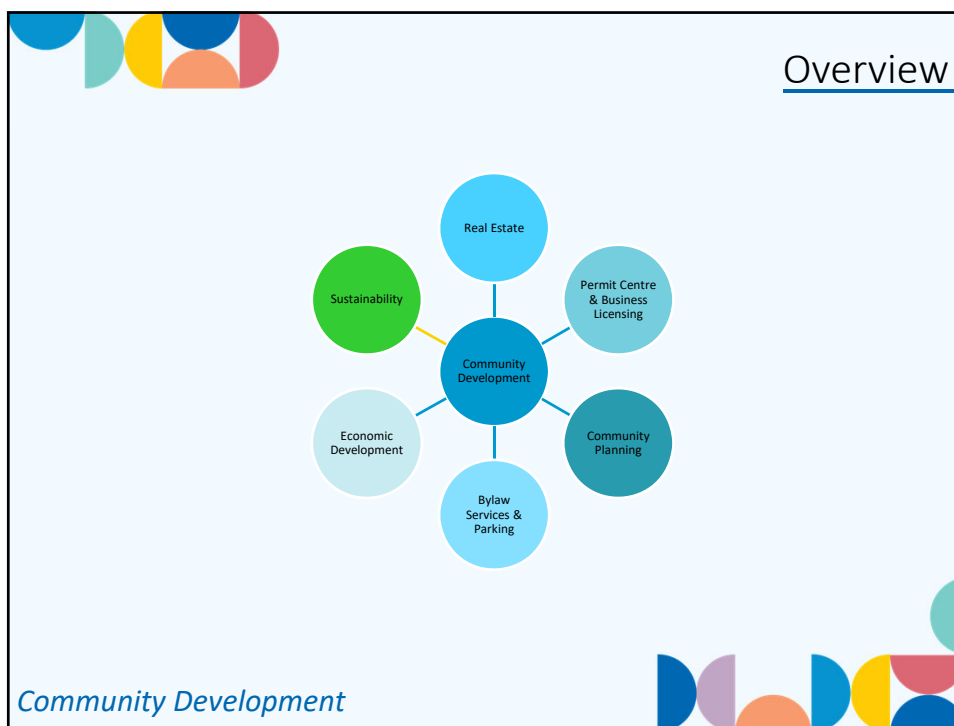 Overview
Real Estate
Permit Centre
& Business
Licensing
Community
Planning
Bylaw
Services &
Parking
Economic
Development
Sustainability
Community
Development
Community Development